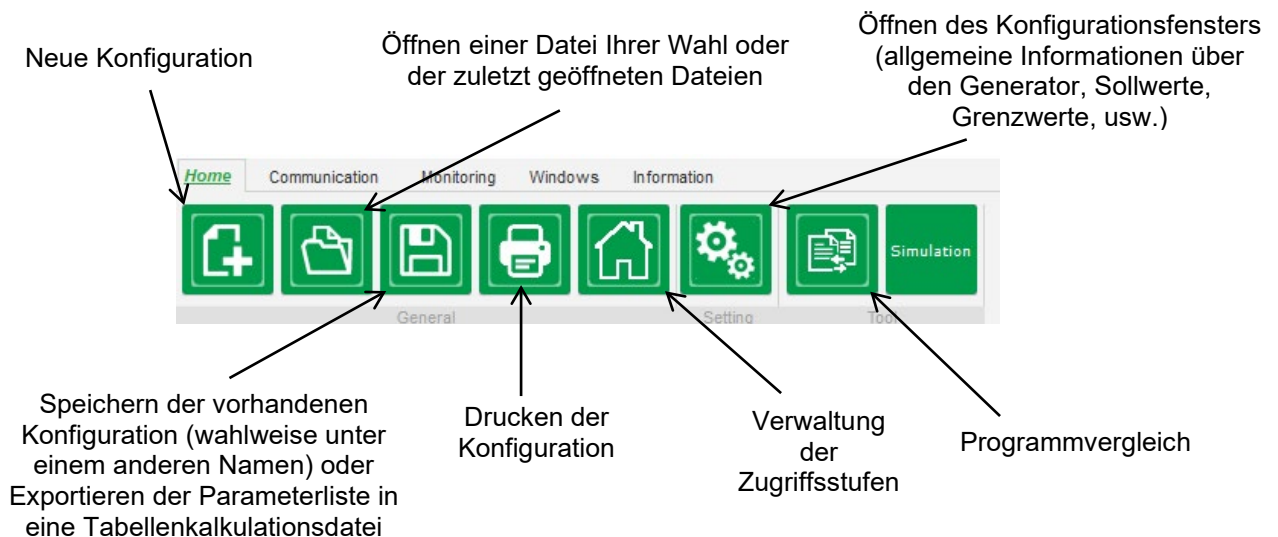 Neue Konfiguration
Öffnen einer Datei Ihrer Wahl oder
der zuletzt geöffneten Dateien
Öffnen des Konfigurationsfensters
(allgemeine Informationen über
den Generator, Sollwerte,
Grenzwerte, usw.)
Home Communication Monitoring Windows Information
Simulation
General Setting Tool
Speichern der vorhandenen
Konfiguration (wahlweise unter
einem anderen Namen) oder
Exportieren der Parameterliste in
eine Tabellenkalkulationsdatei
Drucken der
Konfiguration
Verwaltung
der
Zugriffsstufen
Programmvergleich